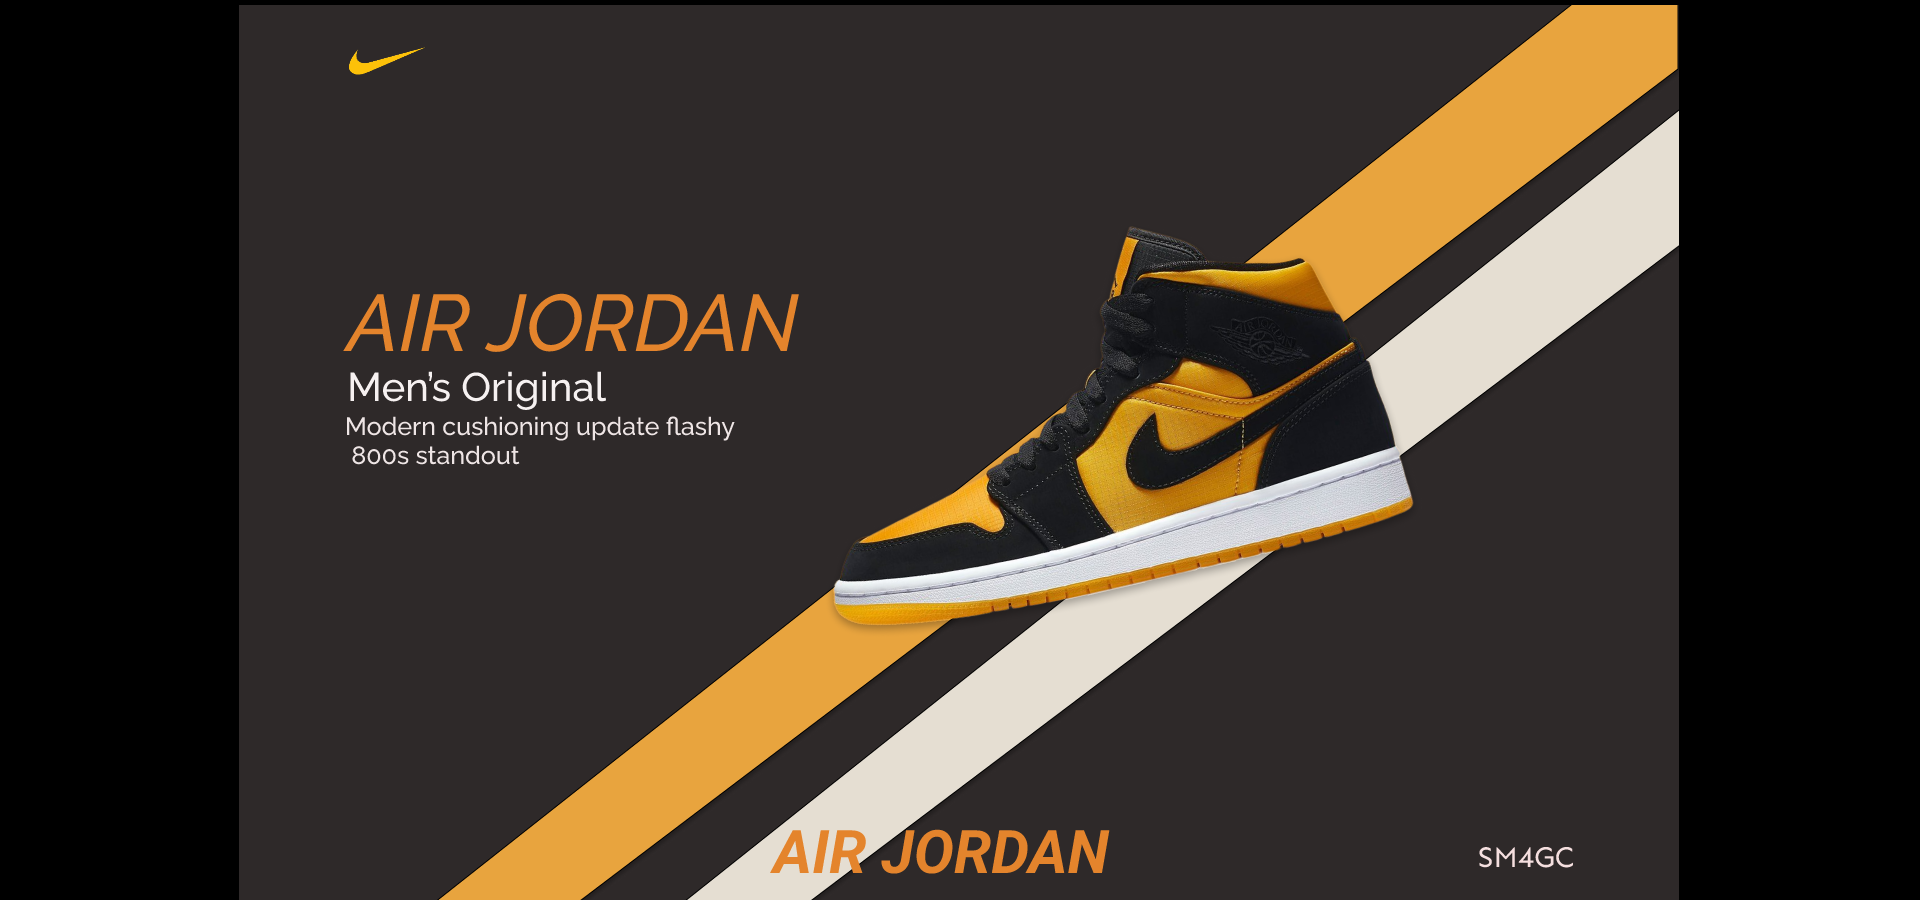 AIR JORDAN
Men’s Original
Modern cushioning update flashy
800s standout
AIR JORDAN
SM4GC